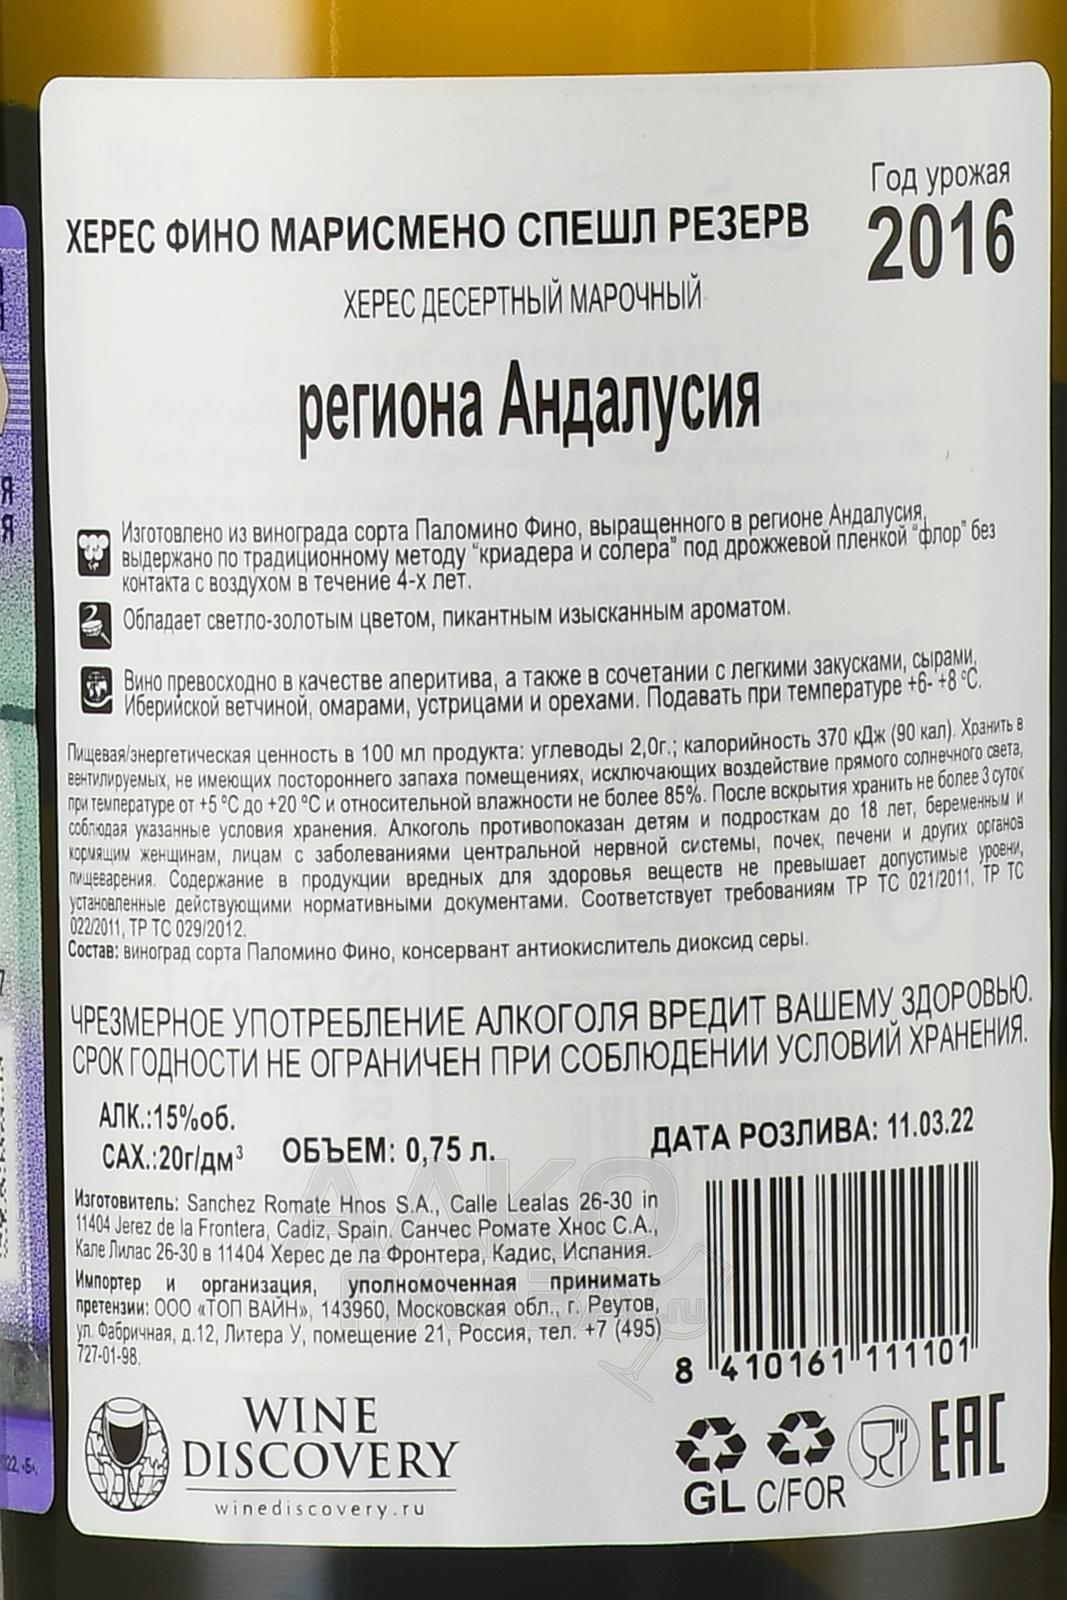 Год урожая
2016
ХЕРЕС ФИНО МАРИСМЕНО СПЕШЛ РЕЗЕРВ
ХЕРЕС ДЕСЕРТНЫЙ МАРОЧНЫЙ
региона Андалусия
Изготовлено из винограда сорта Паломино Фино, выращенного в регионе Андалусия,
выдержано по традиционному методу "криадера и солера" под дрожжевой пленкой "флор" без
контакта с воздухом в течение 4-х лет.
Обладает светло-золотым цветом, пикантным изысканным ароматом.
Вино превосходно в качестве аперитива, а также в сочетании с легкими закусками, сырами,
Иберийской ветчиной, омарами, устрицами и орехами. Подавать при температуре +6- +8 °С.
Пищевая/энергетическая ценность в 100 мл продукта: углеводы 2,0г.; калорийность 370 кДж (90 кал). Хранить в
вентилируемых, не имеющих постороннего запаха помещениях, исключающих воздействие прямого солнечного света,
при температуре от +5 °С до +20 °С и относительной влажности не более 85%. После вскрытия хранить не более 3 суток
соблюдая указанные условия хранения. Алкоголь противопоказан детям и подросткам до 18 лет, беременным и
кормящим женщинам, лицам с заболеваниями центральной нервной системы, почек, печени и других органов
пищеварения. Содержание в продукции вредных для здоровья веществ не превышает допустимые уровни,
установленные действующими нормативными документами. Соответствует требованиям ТР ТС 021/2011, ТР ТС
022/2011, ТР ТС 029/2012.
Состав: виноград сорта Паломино Фино, консервант антиокислитель диоксид серы.
ЧРЕЗМЕРНОЕ УПОТРЕБЛЕНИЕ АЛКОГОЛЯ ВРЕДИТ ВАШЕМУ ЗДОРОВЬЮ.
СРОК ГОДНОСТИ НЕ ОГРАНИЧЕН ПРИ СОБЛЮДЕНИИ УСЛОВИЙ ХРАНЕНИЯ.
АЛК.:15%об.
САХ.:20г/дм³
ОБЪЕМ: 0,75 л.
ДАТА РОЗЛИВА: 11.03.22
Изготовитель: Sanchez Romate Hnos S.A., Calle Lealas 26-30 in
11404 Jerez de la Frontera, Cadiz, Spain. Санчес Ромате Хнос С.А.,
Кале Лилас 26-30 в 11404 Херес де ла Фронтера, Кадис, Испания.
Импортер и организация, уполномоченная принимать
претензии: ООО «ТОП ВАЙН», 143960, Московская обл., г. Реутов,
ул. Фабричная, д.12, Литера У, помещение 21, Россия, тел. +7 (495)
727-01-98.
8 410161 111101
WINE
DISCOVERY
winediscovery.ru
GL C/FOR
EAC